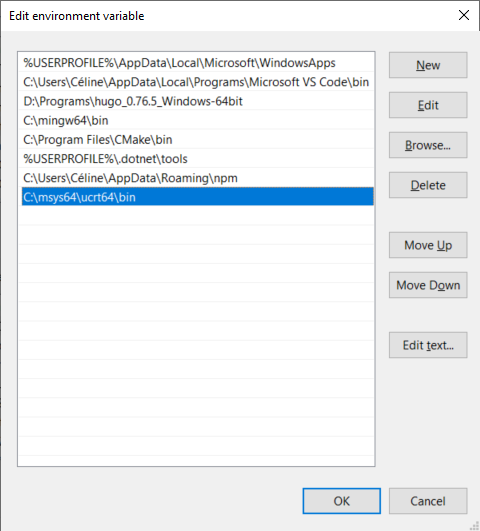 Edit environment variable
%USERPROFILE%\AppData\Local\Microsoft\WindowsApps
C:\Users\Céline\AppData\Local\Programs\Microsoft VS Code\bin
D:\Programs\hugo_0.76.5_Windows-64bit
C:\mingw64\bin
C:\Program Files\CMake\bin
%USERPROFILE%\.dotnet\tools
C:\Users\Céline\AppData\Roaming\npm
C:\msys64\ucrt64\bin
New
Edit
Browse...
Delete
Move Up
Move Down
Edit text...
OK
Cancel